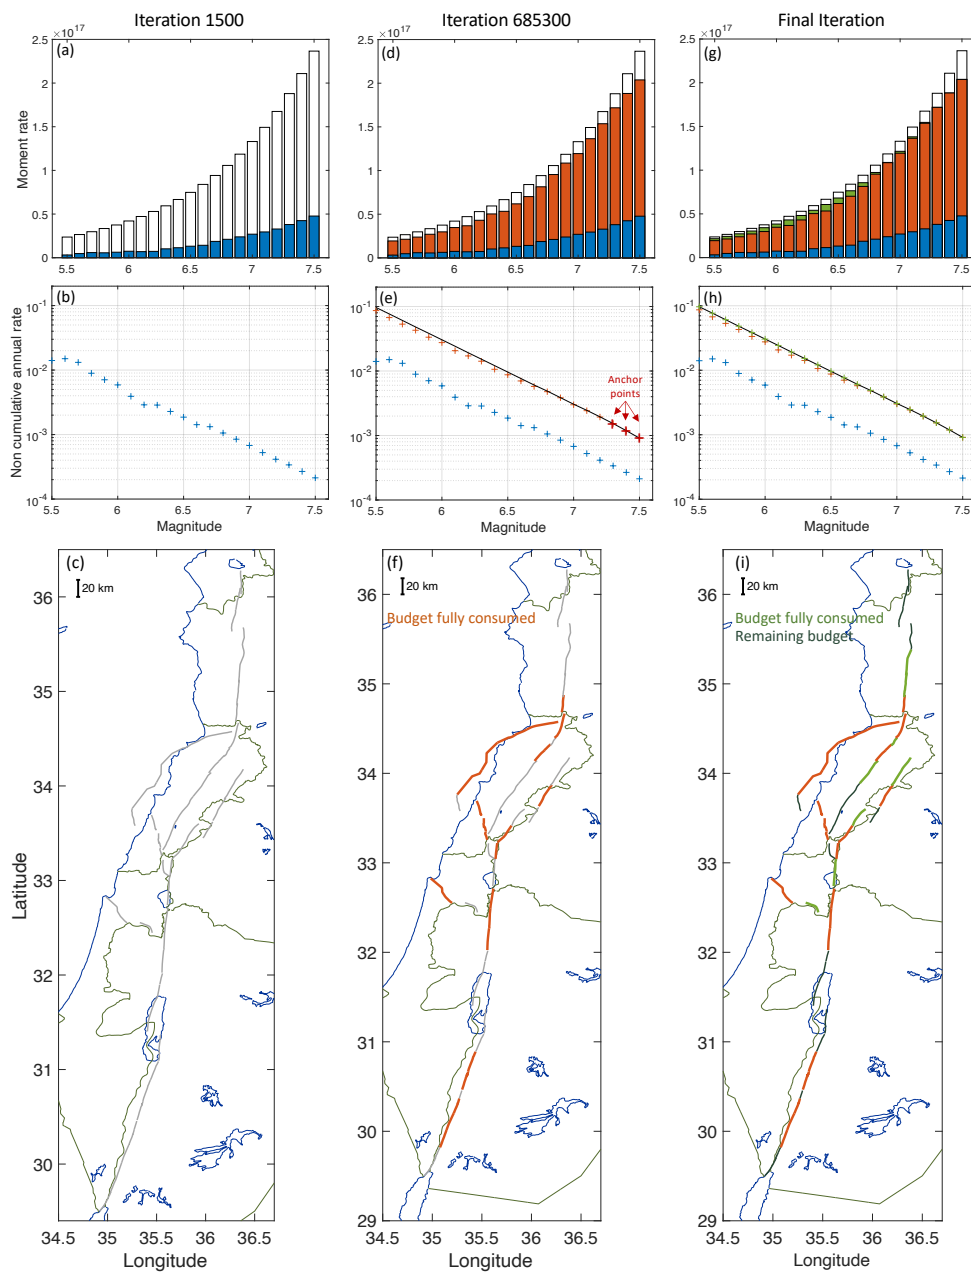 Iteration 1500
Iteration 685300
Final Iteration
×10^17
(a)
Moment rate
2.5
2
1.5
1
0.5
0
5.5 6 6.5 7 7.5
×10^17
(d)
2.5
2
1.5
1
0.5
0
5.5 6 6.5 7 7.5
×10^17
(g)
2.5
2
1.5
1
0.5
0
5.5 6 6.5 7 7.5
(b)
Non cumulative annual rate
10^-1
10^-2
10^-3
10^-4
5.5 6 6.5 7 7.5
Magnitude
(e)
10^-1
10^-2
10^-3
10^-4
Anchor
points
5.5 6 6.5 7 7.5
Magnitude
(h)
10^-1
10^-2
10^-3
10^-4
5.5 6 6.5 7 7.5
Magnitude
(c)
20 km
Latitude
36
35
34
33
32
31
30
34.5 35 35.5 36 36.5
Longitude
(f)
20 km
Budget fully consumed
36
35
34
33
32
31
30
29
34.5 35 35.5 36 36.5
Longitude
(i)
20 km
Budget fully consumed
Remaining budget
36
35
34
33
32
31
30
29
34.5 35 35.5 36 36.5
Longitude